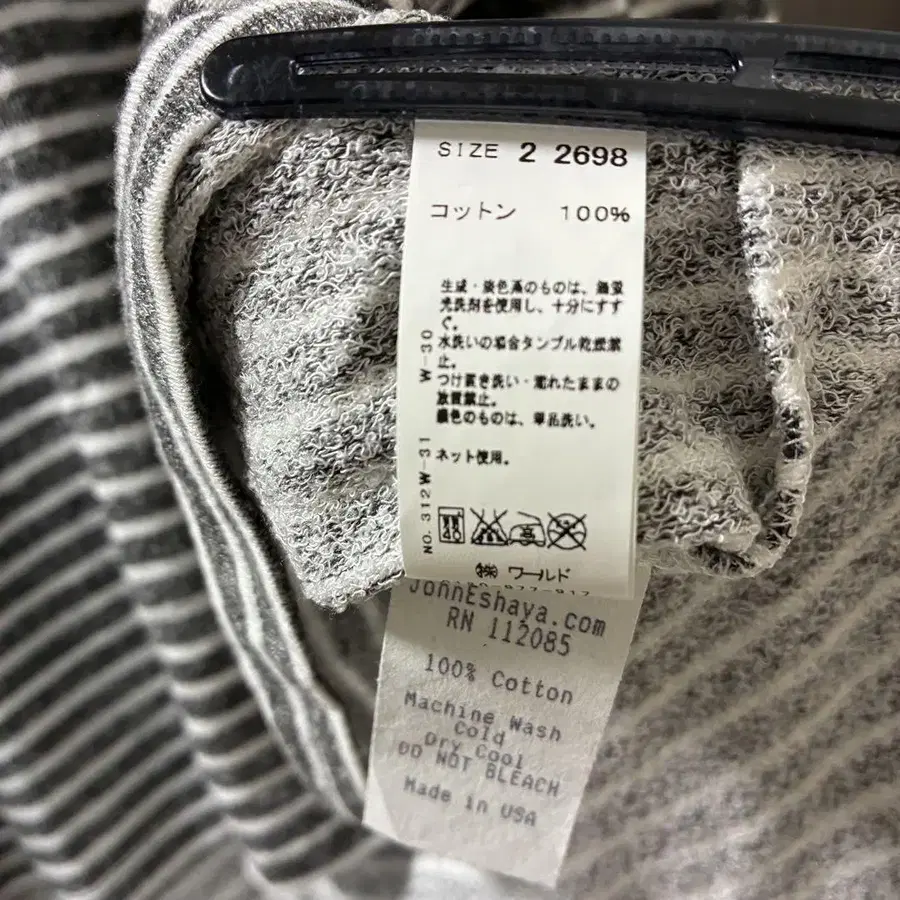 SIZE 2 2698
コットン 100%
生成・淡色系のものは、無蛍
光洗剤を使用し、十分にすす
ぐ。
水洗いの場合タンブル乾燥禁
止。
つけ置き洗い・濡れたままの
放置禁止。
濃色のものは、単品洗い。
ネット使用。
NO. 312W-31 W-30
㈱ ワールド
JohnEshaya.com
RN 112085
100% Cotton
Machine Wash
Cold
Dry Cool
DO NOT BLEACH
Made in USA